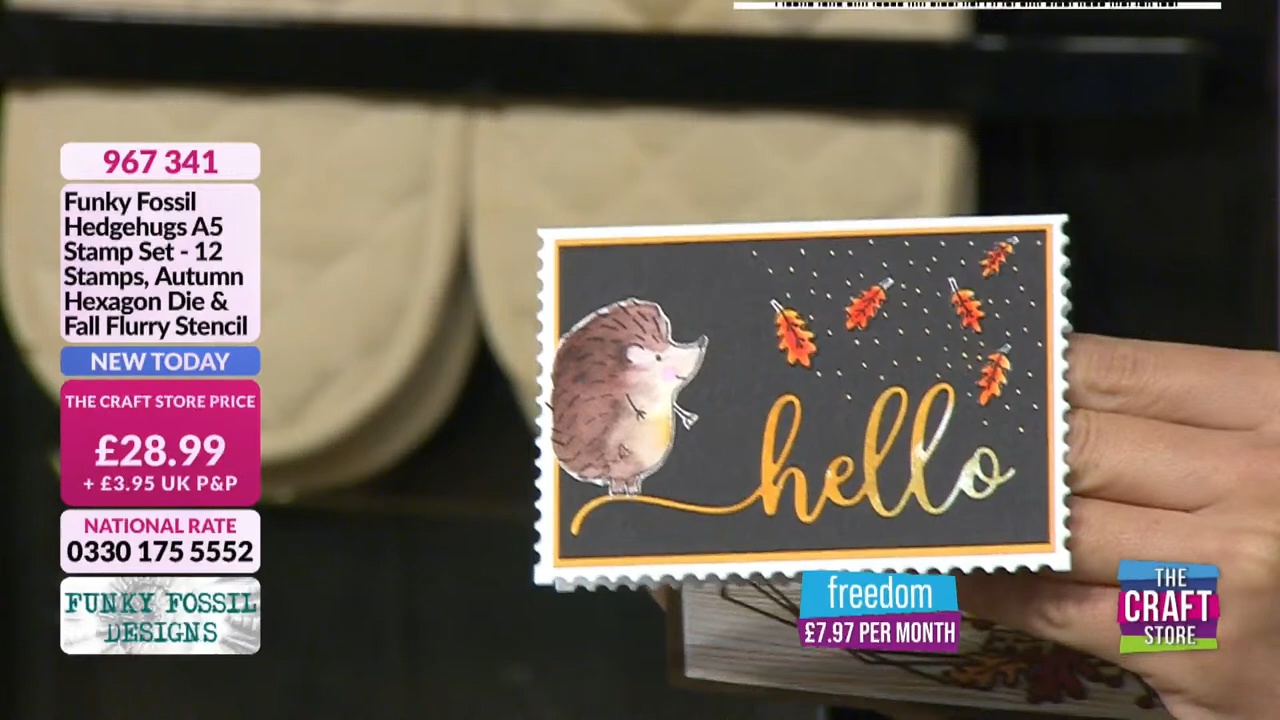 967 341
Funky Fossil
Hedgehugs A5
Stamp Set - 12
Stamps, Autumn
Hexagon Die &
Fall Flurry Stencil
NEW TODAY
THE CRAFT STORE PRICE
£28.99
+ £3.95 UK P&P
NATIONAL RATE
0330 175 5552
FUNKY FOSSIL
DESIGNS
hello
freedom
£7.97 PER MONTH
THE
CRAFT
STORE